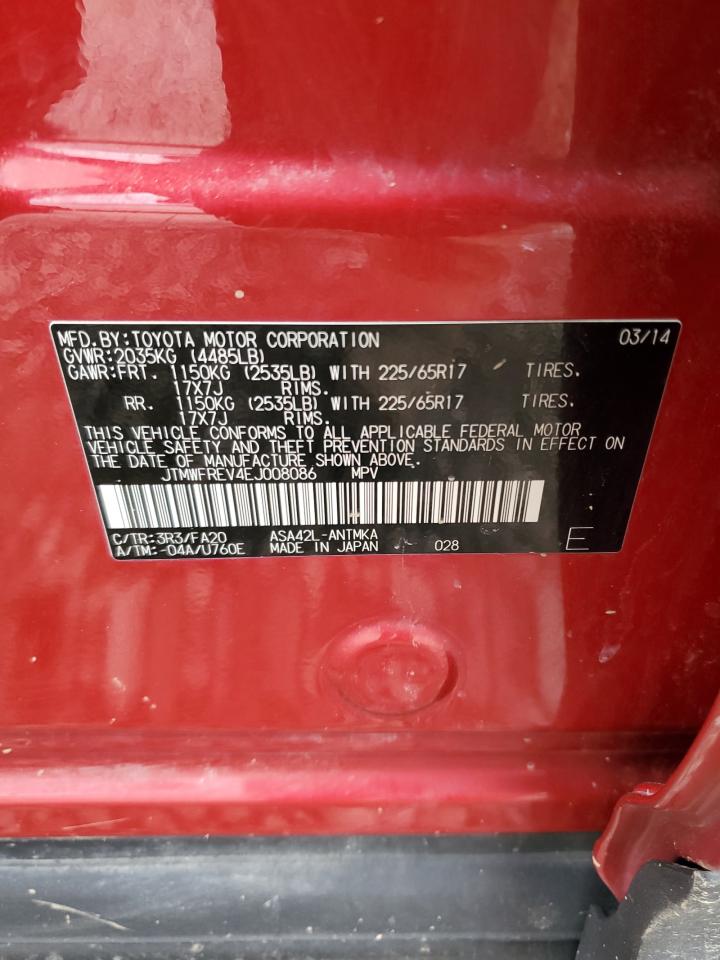 MFD.BY:TOYOTA MOTOR CORPORATION 03/14
GVWR:2035KG (4485LB)
GAWR:FRT. 1150KG (2535LB) WITH 225/65R17 TIRES.
17X7J RIMS.
RR. 1150KG (2535LB) WITH 225/65R17 TIRES.
17X7J RIMS.
THIS VEHICLE CONFORMS TO ALL APPLICABLE FEDERAL MOTOR
VEHICLE SAFETY AND THEFT PREVENTION STANDARDS IN EFFECT ON
THE DATE OF MANUFACTURE SHOWN ABOVE.
JTMWFREV4EJ008086 MPV
C/TR:3R3/FA20 ASA42L-ANTMKA
A/TM:-04A/U760E MADE IN JAPAN 028 E